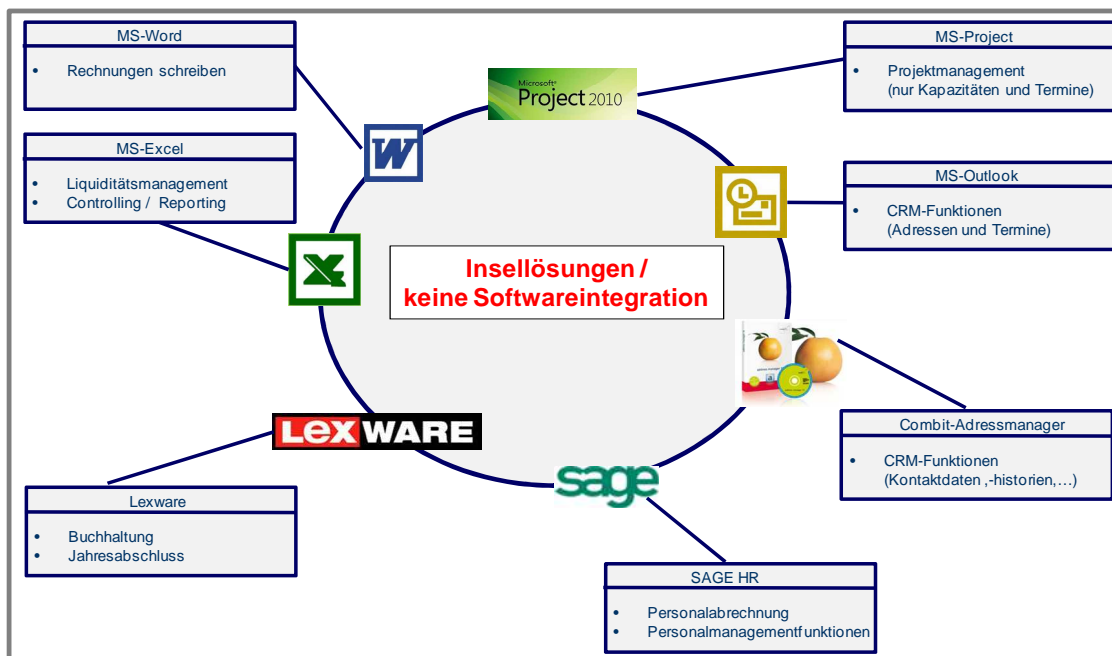 MS-Word
• Rechnungen schreiben
MS-Excel
• Liquiditätsmanagement
• Controlling / Reporting
Microsoft®
Project 2010
MS-Project
• Projektmanagement
(nur Kapazitäten und Termine)
MS-Outlook
• CRM-Funktionen
(Adressen und Termine)
W
L
X
Insellösungen /
keine Softwareintegration
Combit-Adressmanager
• CRM-Funktionen
(Kontaktdaten ,-historien,…)
LEXWARE
sage
Lexware
• Buchhaltung
• Jahresabschluss
SAGE HR
• Personalabrechnung
• Personalmanagementfunktionen